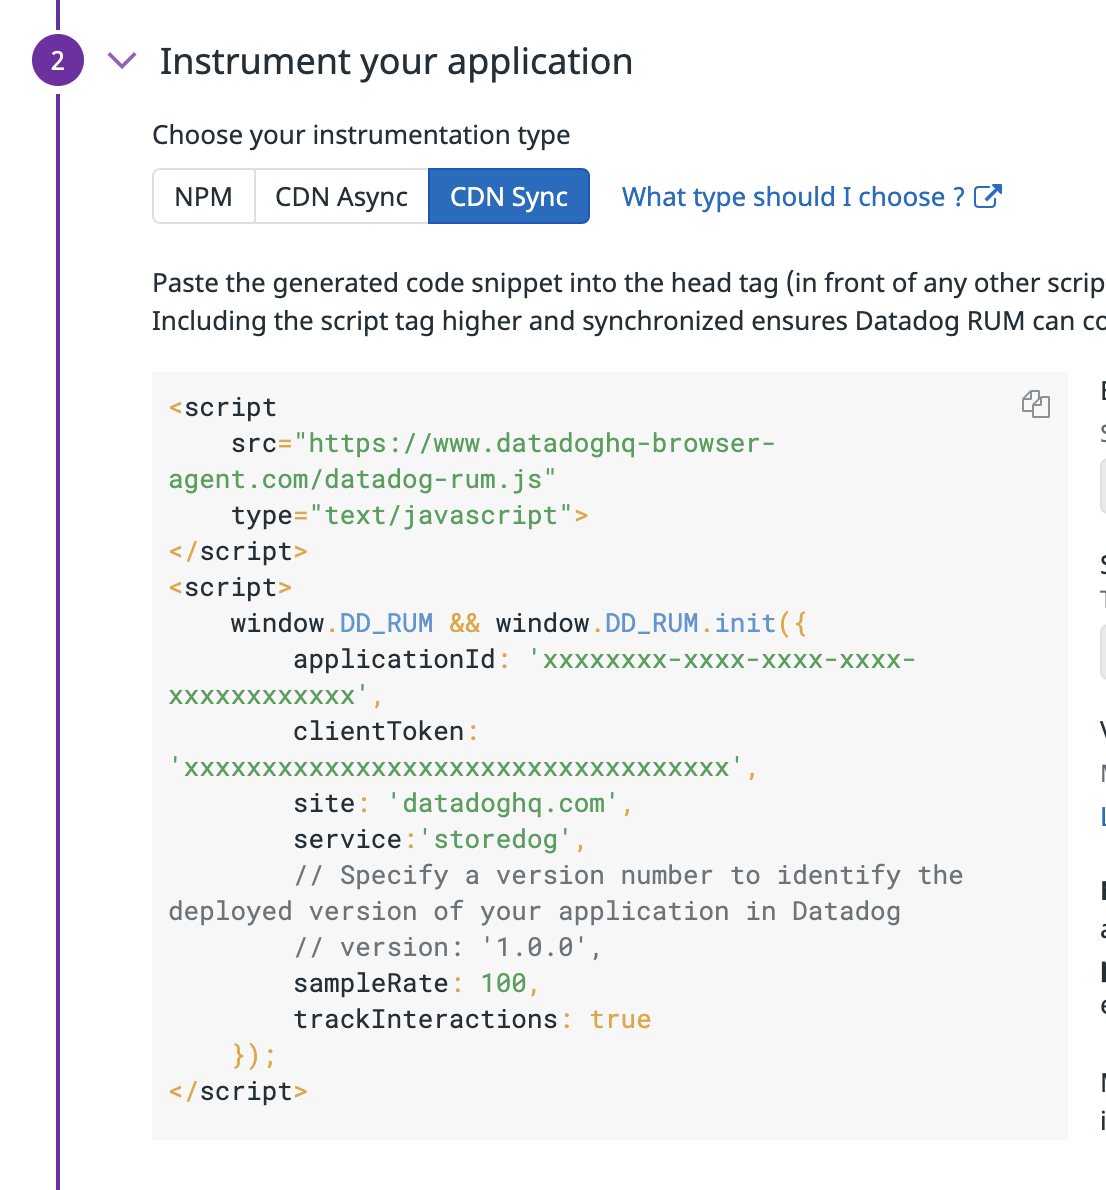 2
Instrument your application
Choose your instrumentation type
NPM CDN Async CDN Sync What type should I choose ?
Paste the generated code snippet into the head tag (in front of any other scrip
Including the script tag higher and synchronized ensures Datadog RUM can co
<script
    src="https://www.datadoghq-browser-
agent.com/datadog-rum.js"
    type="text/javascript">
</script>
<script>
    window.DD_RUM && window.DD_RUM.init({
        applicationId: 'xxxxxxxx-xxxx-xxxx-xxxx-
xxxxxxxxxxxx',
        clientToken:
'xxxxxxxxxxxxxxxxxxxxxxxxxxxxxxxxxxx',
        site: 'datadoghq.com',
        service:'storedog',
        // Specify a version number to identify the
deployed version of your application in Datadog
        // version: '1.0.0',
        sampleRate: 100,
        trackInteractions: true
    });
</script>